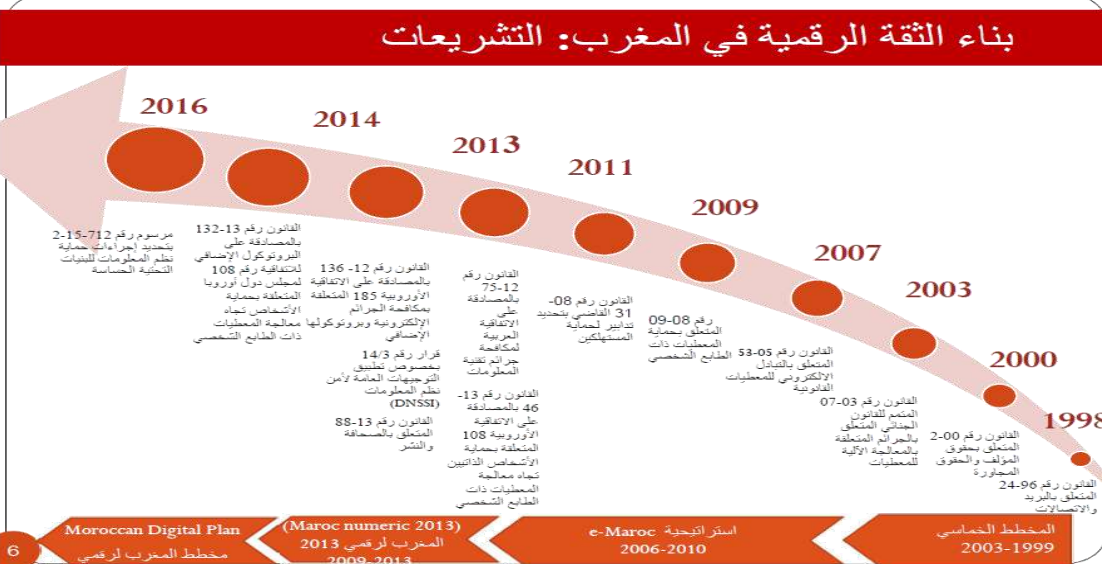 بناء الثقة الرقمية في المغرب: التشريعات
1998
2000
2003
2007
2009
2011
2013
2014
2016
القانون رقم 96-24
المتعلق بالبريد
والاتصالات
القانون رقم 00-2
المتعلق بحقوق
المؤلف والحقوق
المجاورة
القانون رقم 03-07
المتمم للقانون
الجنائي المتعلق
بالجرائم المتعلقة
بالمعالجة الآلية
للمعطيات
القانون رقم 05-53
المتعلق بالتبادل
الالكتروني للمعطيات
القانونية
رقم 08-09
المتعلق بحماية
المعطيات ذات
الطابع الشخصي
القانون رقم 08-
31 القاضي بتحديد
تدابير لحماية
المستهلكين
القانون رقم
75-12
بالمصادقة
على
الاتفاقية
العربية
لمكافحة
جرائم تقنية
المعلومات
القانون رقم 13-
46 بالمصادقة
على الاتفاقية
الأوروبية 108
المتعلقة بحماية
الأشخاص الذاتيين
تجاه معالجة
المعطيات ذات
الطابع الشخصي
القانون رقم 12- 136
بالمصادقة على الاتفاقية
الأوروبية 185 المتعلقة
بمكافحة الجرائم
الإلكترونية وبروتوكولها
الإضافي
قرار رقم 14/3
بخصوص تطبيق
التوجيهات العامة لأمن
نظم المعلومات
(DNSSI)
القانون رقم 13-88
المتعلق بالصحافة
والنشر
القانون رقم 13-132
بالمصادقة على
البروتوكول الإضافي
للاتفاقية رقم 108
لمجلس دول أوروبا
المتعلقة بحماية
الأشخاص تجاه
معالجة المعطيات
ذات الطابع الشخصي
مرسوم رقم 712-15-2
بتحديد إجراءات حماية
نظم المعلومات للبنيات
التحتية الحساسة
المخطط الخماسي
2003-1999
استراتيجية e-Maroc
2006-2010
(Maroc numeric 2013)
المغرب لرقمي 2013
2009-2013
Moroccan Digital Plan
مخطط المغرب لرقمي
6